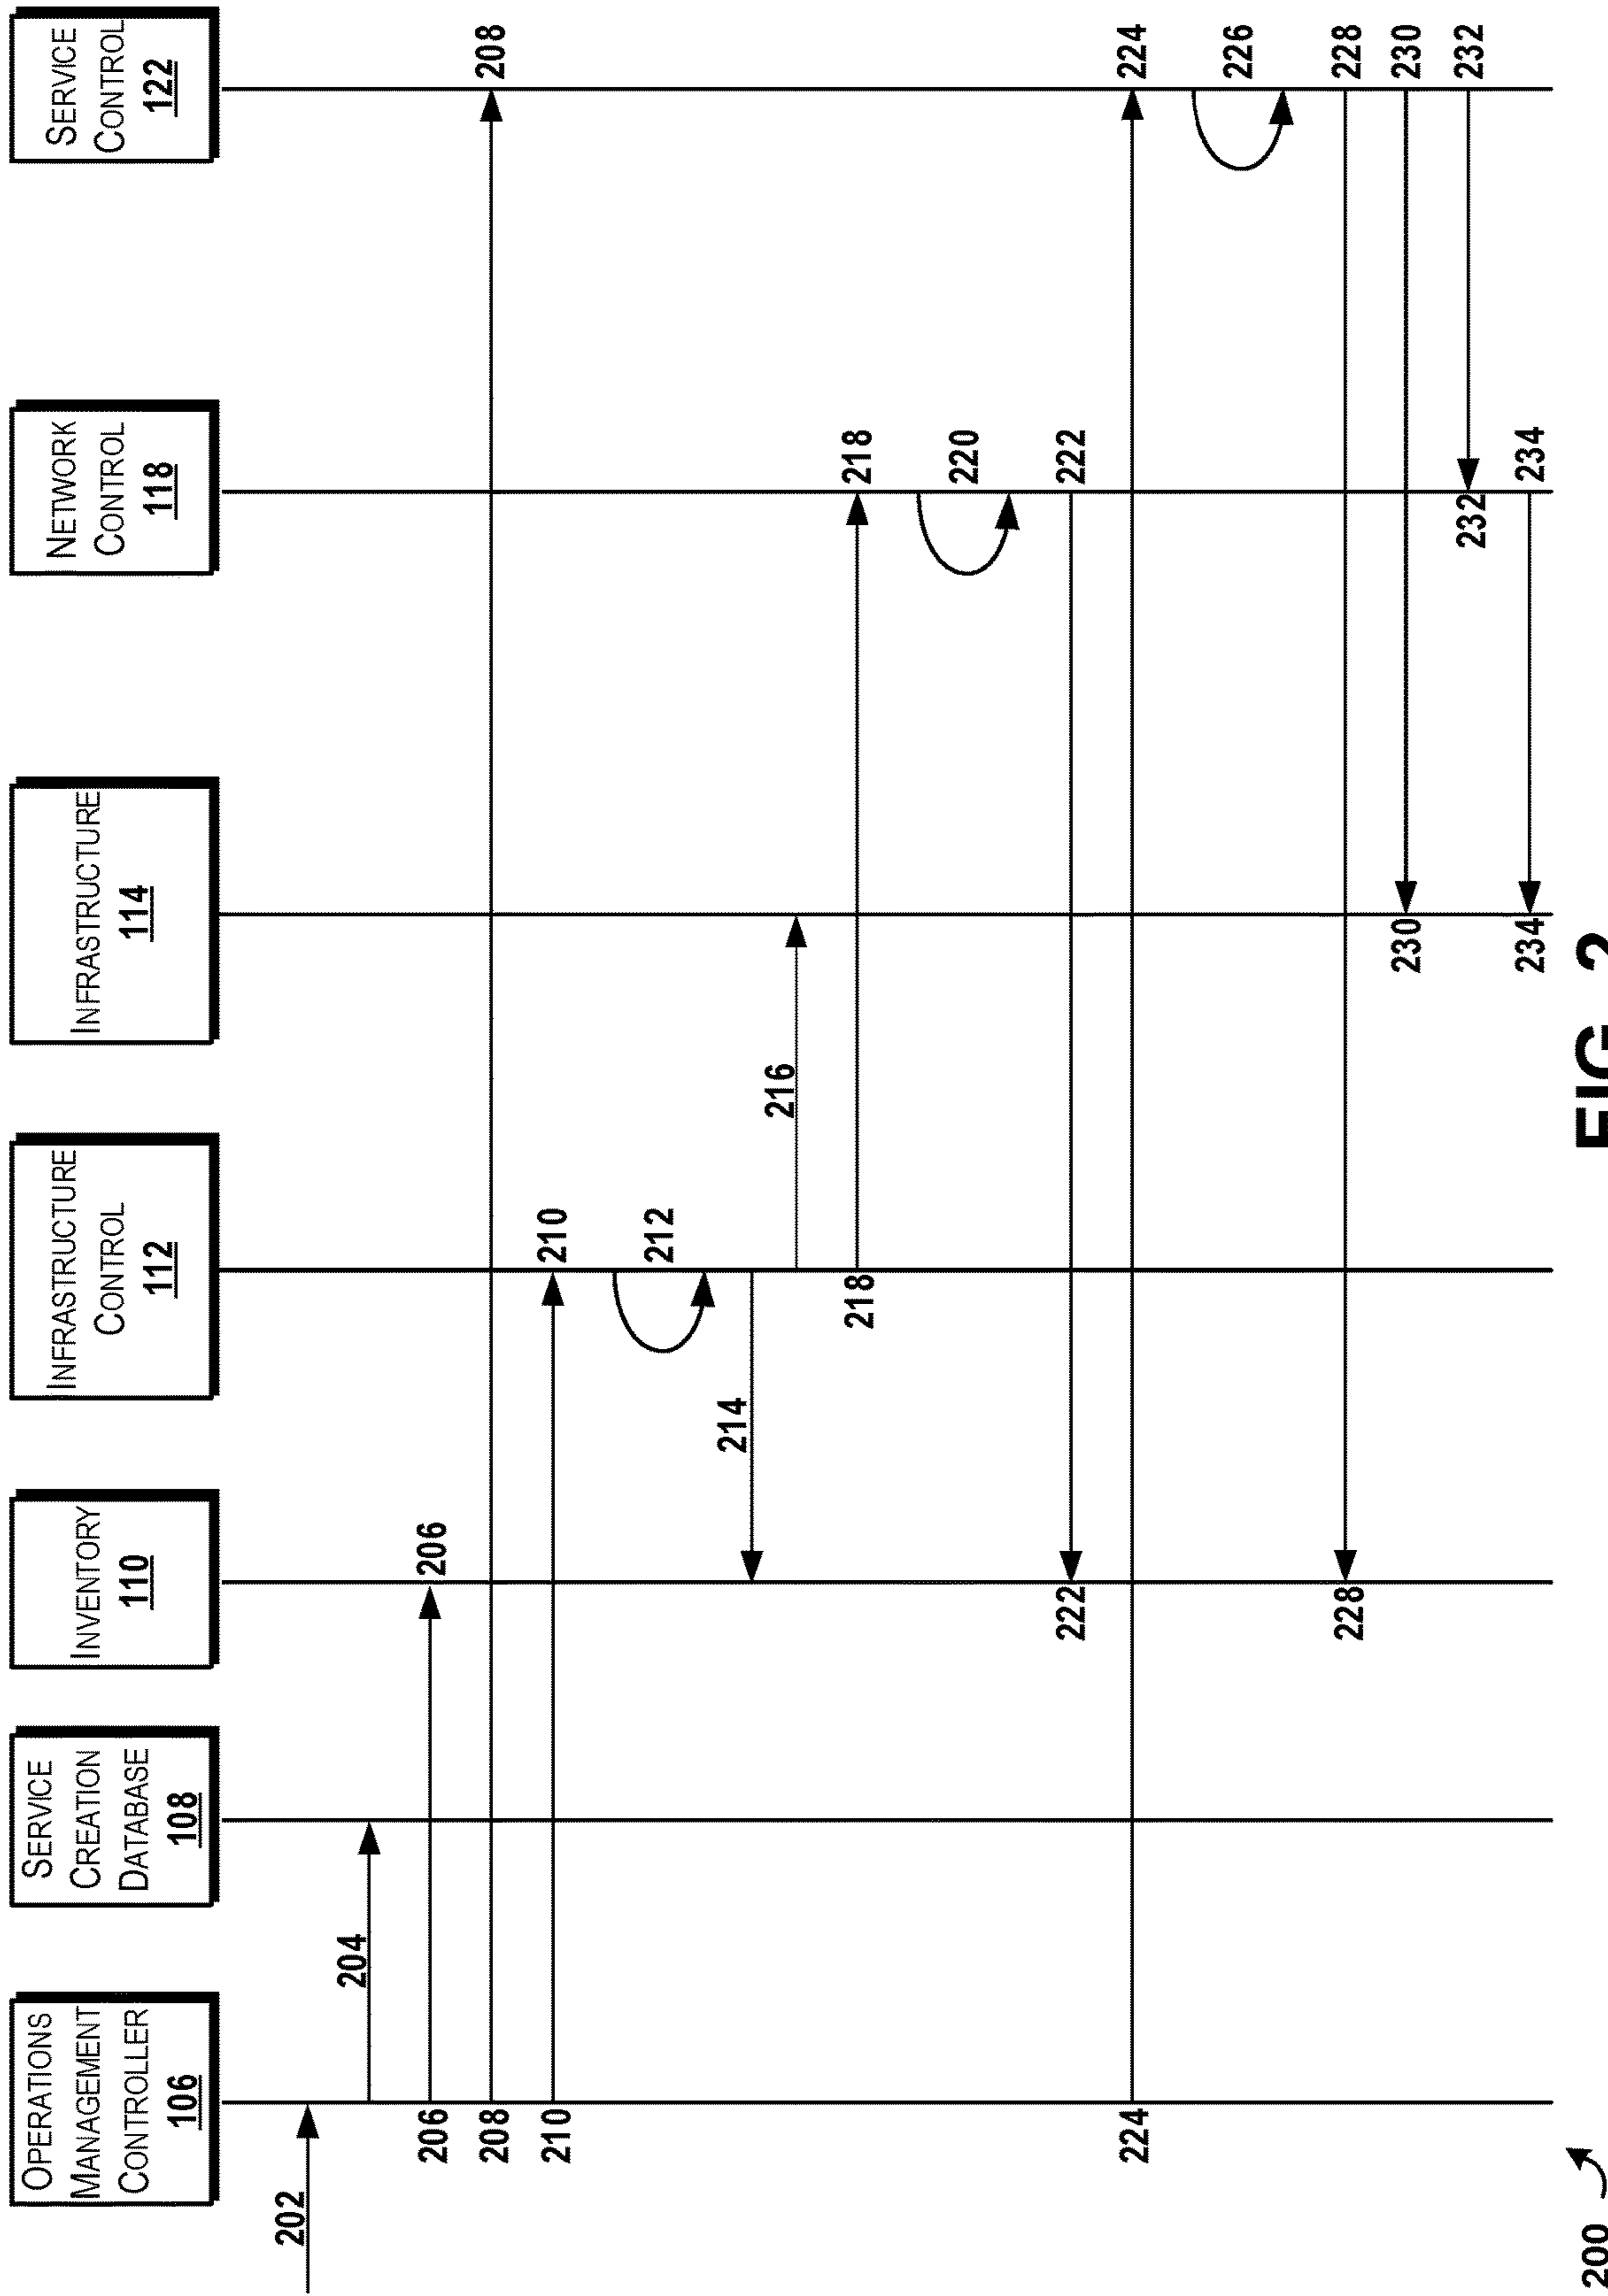 OPERATIONS
MANAGEMENT
CONTROLLER
106
SERVICE
CREATION
DATABASE
108
INVENTORY
110
INFRASTRUCTURE
CONTROL
112
INFRASTRUCTURE
114
NETWORK
CONTROL
118
SERVICE
CONTROL
122
202
204
206
206
208
208
210
210
212
214
216
218
218
220
222
222
224
224
226
228
228
230
230
232
232
234
234
200
FIG. 2